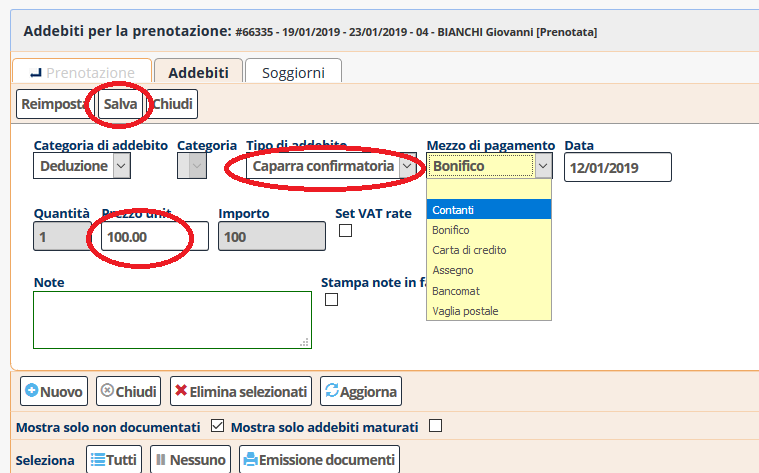 Addebiti per la prenotazione: #66335 - 19/01/2019 - 23/01/2019 - 04 - BIANCHI Giovanni [Prenotata]
Prenotazione Addebiti Soggiorni
Reimposta Salva Chiudi
Categoria di addebito Categoria Tipo di addebito Mezzo di pagamento Data
Deduzione Caparra confirmatoria Bonifico 12/01/2019
Contanti
Quantità Prezzo unit. Importo Set VAT rate
1 100.00 100
Bonifico
Carta di credito
Assegno
Bancomat
Vaglia postale
Note Stampa note in fa
Nuovo Chiudi Elimina selezionati Aggiorna
Mostra solo non documentati Mostra solo addebiti maturati
Seleziona Tutti Nessuno Emissione documenti